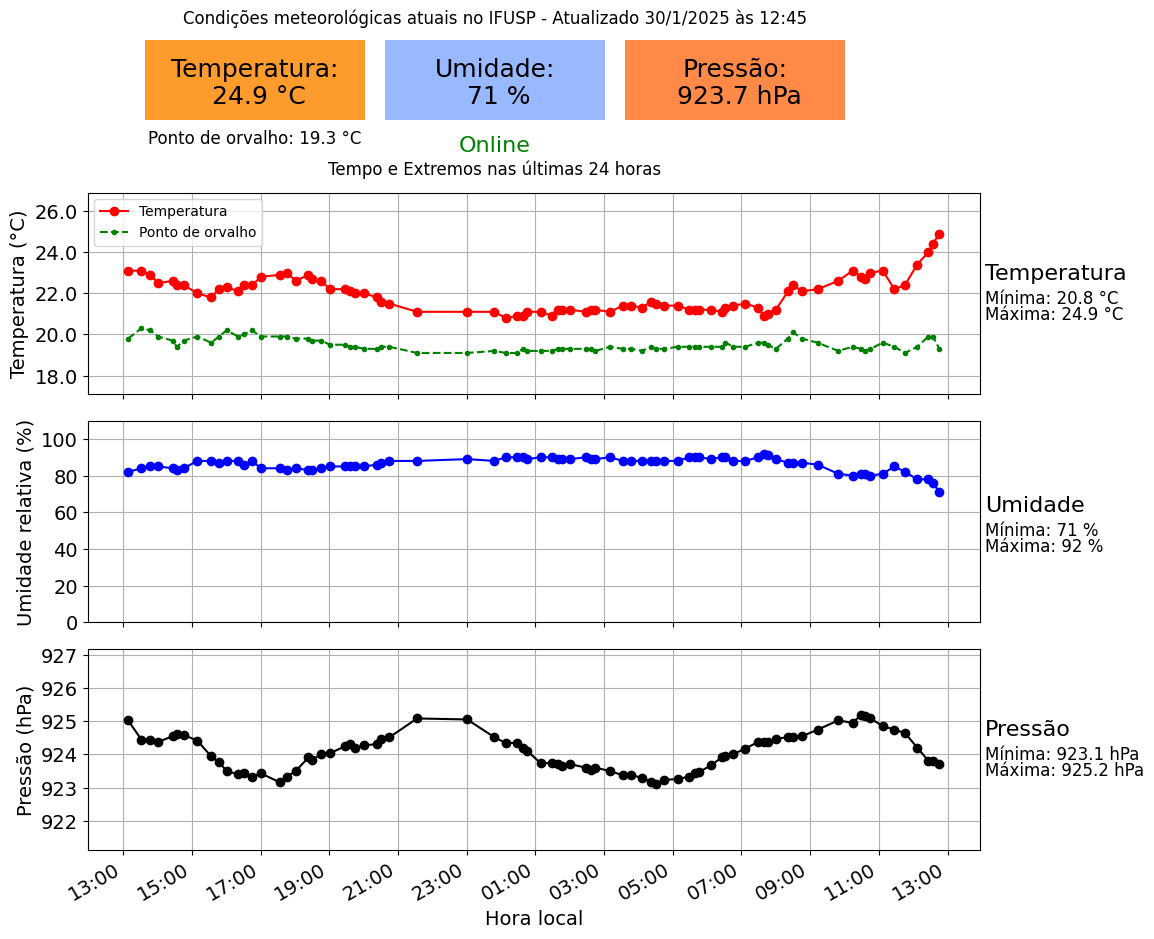 Condições meteorológicas atuais no IFUSP - Atualizado 30/1/2025 às 12:45
Temperatura:
24.9 °C
Umidade:
71 %
Pressão:
923.7 hPa
Ponto de orvalho: 19.3 °C
Online
Tempo e Extremos nas últimas 24 horas
Temperatura (°C)
26.0
24.0
22.0
20.0
18.0
Temperatura
Ponto de orvalho
Temperatura
Mínima: 20.8 °C
Máxima: 24.9 °C
Umidade relativa (%)
100
80
60
40
20
0
Umidade
Mínima: 71 %
Máxima: 92 %
Pressão (hPa)
927
926
925
924
923
922
Pressão
Mínima: 923.1 hPa
Máxima: 925.2 hPa
13:00
15:00
17:00
19:00
21:00
23:00
01:00
03:00
05:00
07:00
09:00
11:00
13:00
Hora local